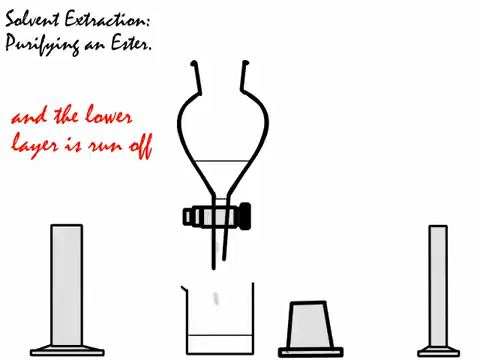 Solvent Extraction:
Purifying an Ester.
and the lower
layer is run off